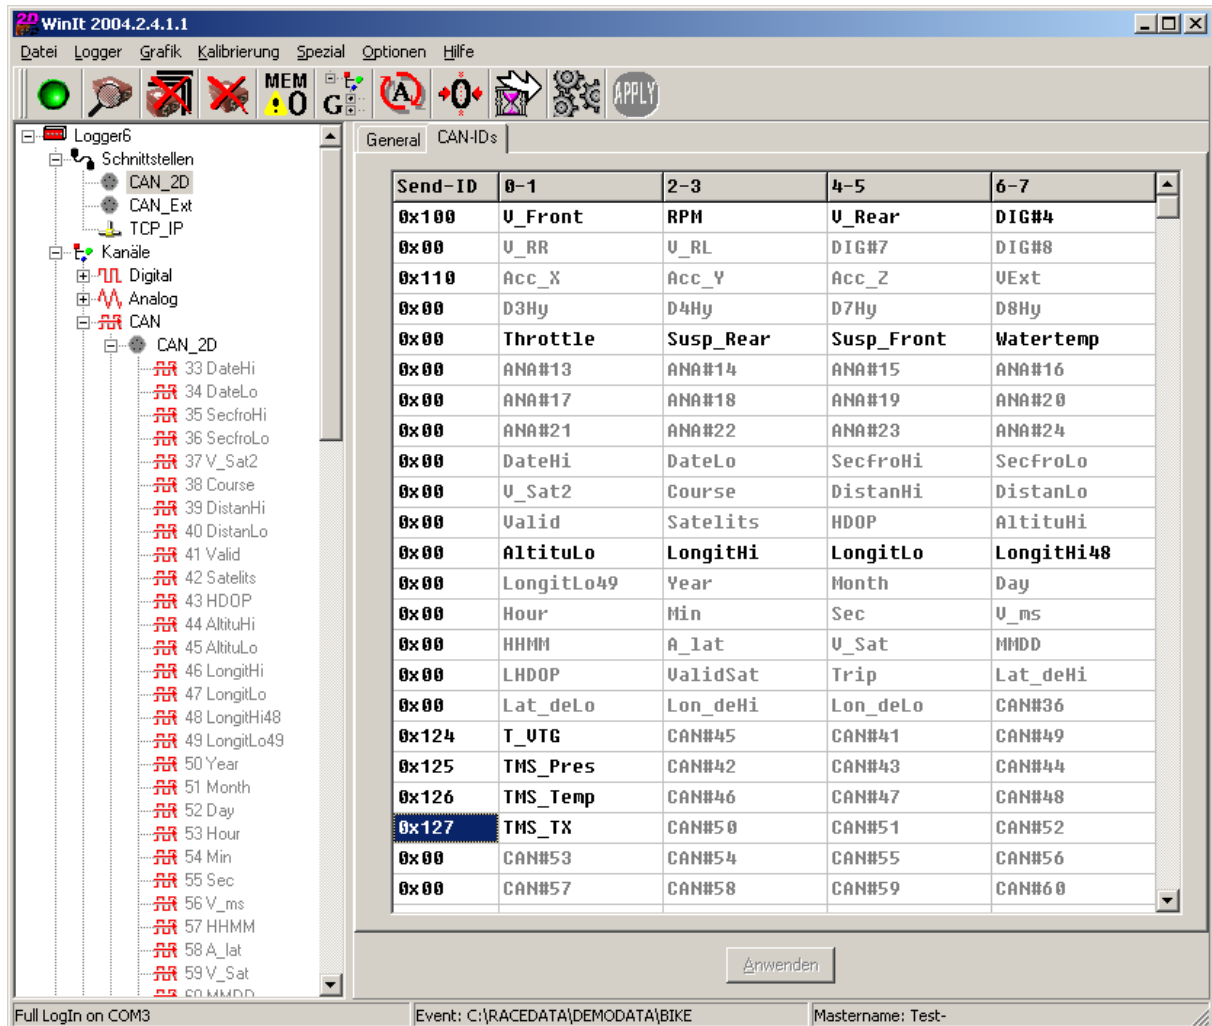 WinIt 2004.2.4.1.1
Datei Logger Grafik Kalibrierung Spezial Optionen Hilfe
MEM 0 G A 0 APPLY
Logger6
Schnittstellen
CAN_2D
CAN_Ext
TCP_IP
Kanäle
Digital
Analog
CAN
CAN_2D
33 DateHi
34 DateLo
35 SecfroHi
36 SecfroLo
37 V_Sat2
38 Course
39 DistanHi
40 DistanLo
41 Valid
42 Satelits
43 HDOP
44 AltituHi
45 AltituLo
46 LongitHi
47 LongitLo
48 LongitHi48
49 LongitLo49
50 Year
51 Month
52 Day
53 Hour
54 Min
55 Sec
56 V_ms
57 HHMM
58 A_lat
59 V_Sat
60 MMDD
General CAN-IDs
Send-ID 0-1 2-3 4-5 6-7
0x100 V_Front RPM V_Rear DIG#4
0x00 V_RR V_RL DIG#7 DIG#8
0x110 Acc_X Acc_Y Acc_Z VExt
0x00 D3Hy D4Hy D7Hy D8Hy
0x00 Throttle Susp_Rear Susp_Front Watertemp
0x00 ANA#13 ANA#14 ANA#15 ANA#16
0x00 ANA#17 ANA#18 ANA#19 ANA#20
0x00 ANA#21 ANA#22 ANA#23 ANA#24
0x00 DateHi DateLo SecfroHi SecfroLo
0x00 V_Sat2 Course DistanHi DistanLo
0x00 Valid Satelits HDOP AltituHi
0x00 AltituLo LongitHi LongitLo LongitHi48
0x00 LongitLo49 Year Month Day
0x00 Hour Min Sec V_ms
0x00 HHMM A_lat V_Sat MMDD
0x00 LHDOP ValidSat Trip Lat_deHi
0x00 Lat_deLo Lon_deHi Lon_deLo CAN#36
0x124 T_VTG CAN#45 CAN#41 CAN#49
0x125 TMS_Pres CAN#42 CAN#43 CAN#44
0x126 TMS_Temp CAN#46 CAN#47 CAN#48
0x127 TMS_TX CAN#50 CAN#51 CAN#52
0x00 CAN#53 CAN#54 CAN#55 CAN#56
0x00 CAN#57 CAN#58 CAN#59 CAN#60
Anwenden
Full LogIn on COM3 Event: C:\RACEDATA\DEMODATA\BIKE Mastername: Test-